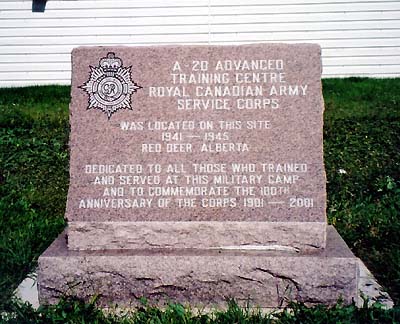 A-20 ADVANCED
TRAINING CENTRE
ROYAL CANADIAN ARMY
SERVICE CORPS
WAS LOCATED ON THIS SITE
1941 — 1945
RED DEER, ALBERTA
DEDICATED TO ALL THOSE WHO TRAINED
AND SERVED AT THIS MILITARY CAMP
AND TO COMMEMORATE THE 100TH
ANNIVERSARY OF THE CORPS 1901 — 2001